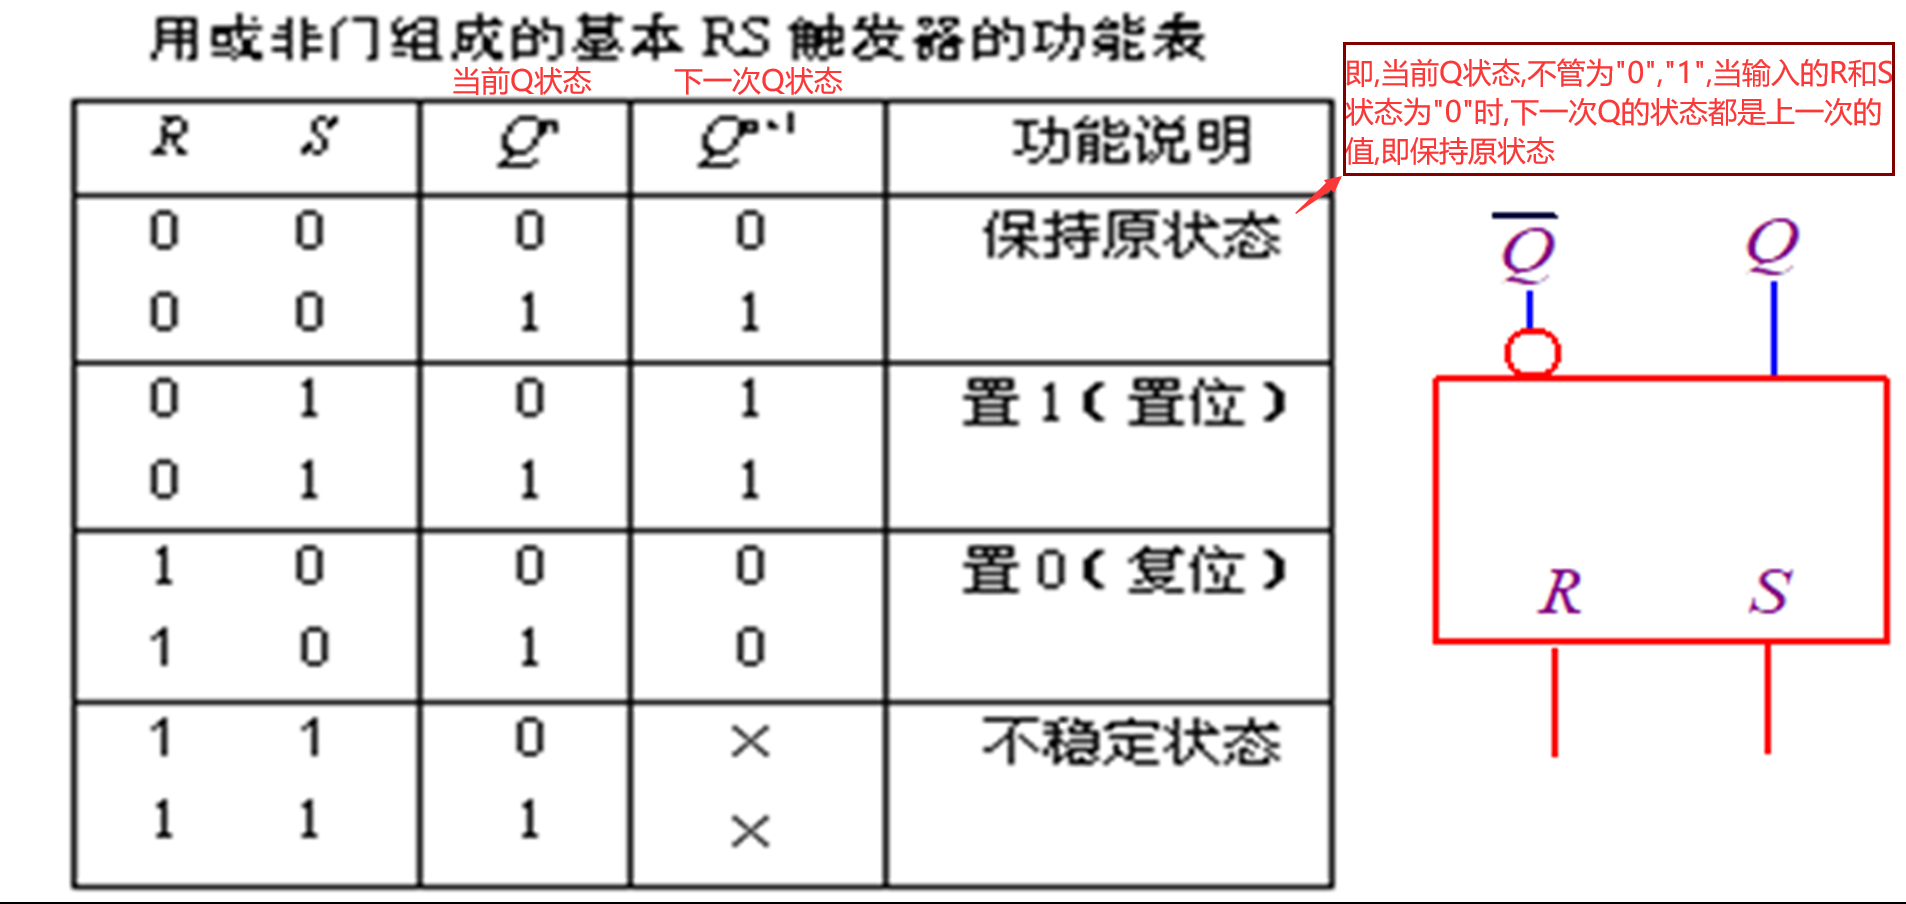 用或非门组成的基本 RS 触发器的功能表
当前Q状态 下一次Q状态
即,当前Q状态,不管为"0","1",当输入的R和S
状态为"0"时,下一次Q的状态都是上一次的
值,即保持原状态
R S Qⁿ Qⁿ⁺¹ 功能说明
0 0 0 0 保持原状态
0 0 1 1
0 1 0 1 置 1 ( 置位 )
0 1 1 1
1 0 0 0 置 0 ( 复位 )
1 0 1 0
1 1 0 × 不稳定状态
1 1 1 ×
Q̅ Q
R S